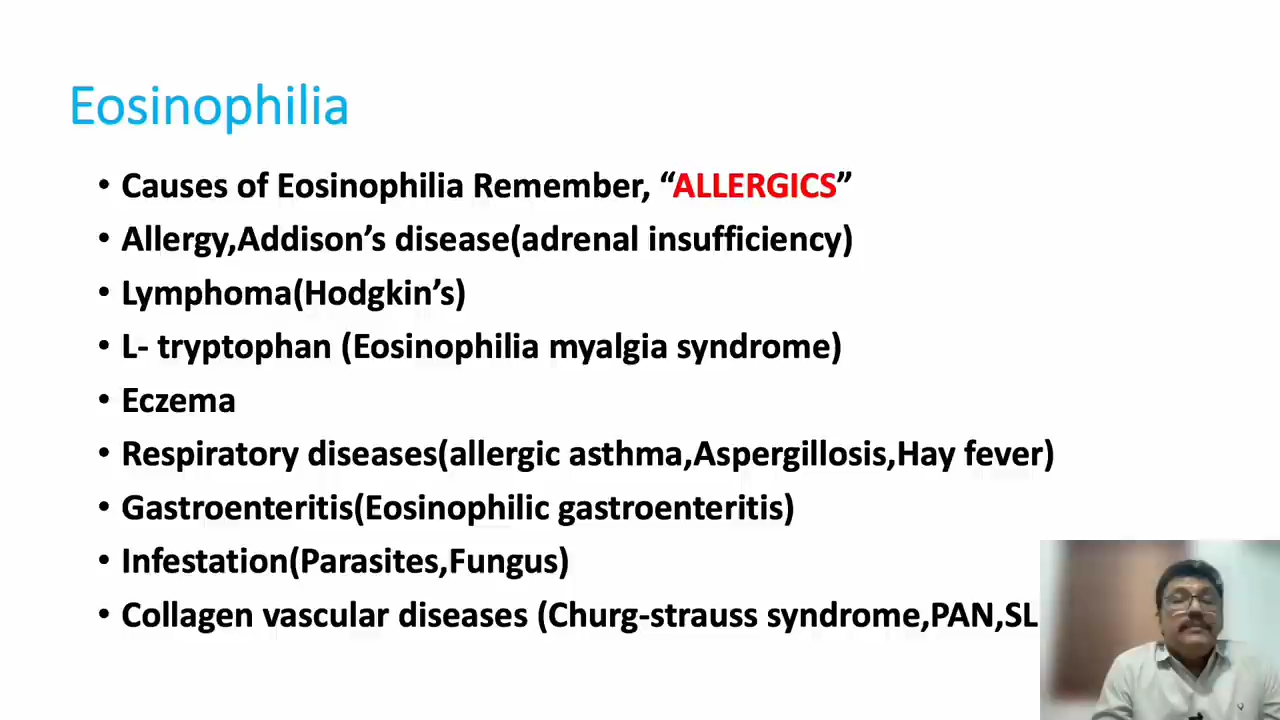 Eosinophilia
• Causes of Eosinophilia Remember, “ALLERGICS”
• Allergy,Addison’s disease(adrenal insufficiency)
• Lymphoma(Hodgkin’s)
• L- tryptophan (Eosinophilia myalgia syndrome)
• Eczema
• Respiratory diseases(allergic asthma,Aspergillosis,Hay fever)
• Gastroenteritis(Eosinophilic gastroenteritis)
• Infestation(Parasites,Fungus)
• Collagen vascular diseases (Churg-strauss syndrome,PAN,